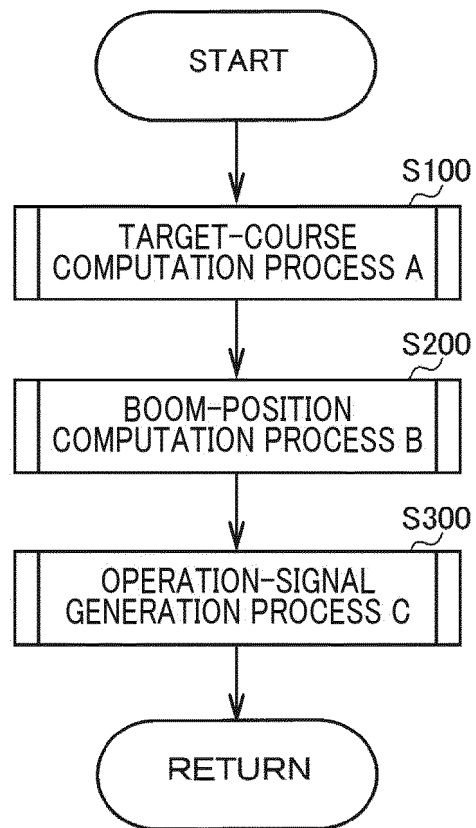 START
S100
TARGET-COURSE
COMPUTATION PROCESS A
S200
BOOM-POSITION
COMPUTATION PROCESS B
S300
OPERATION-SIGNAL
GENERATION PROCESS C
RETURN